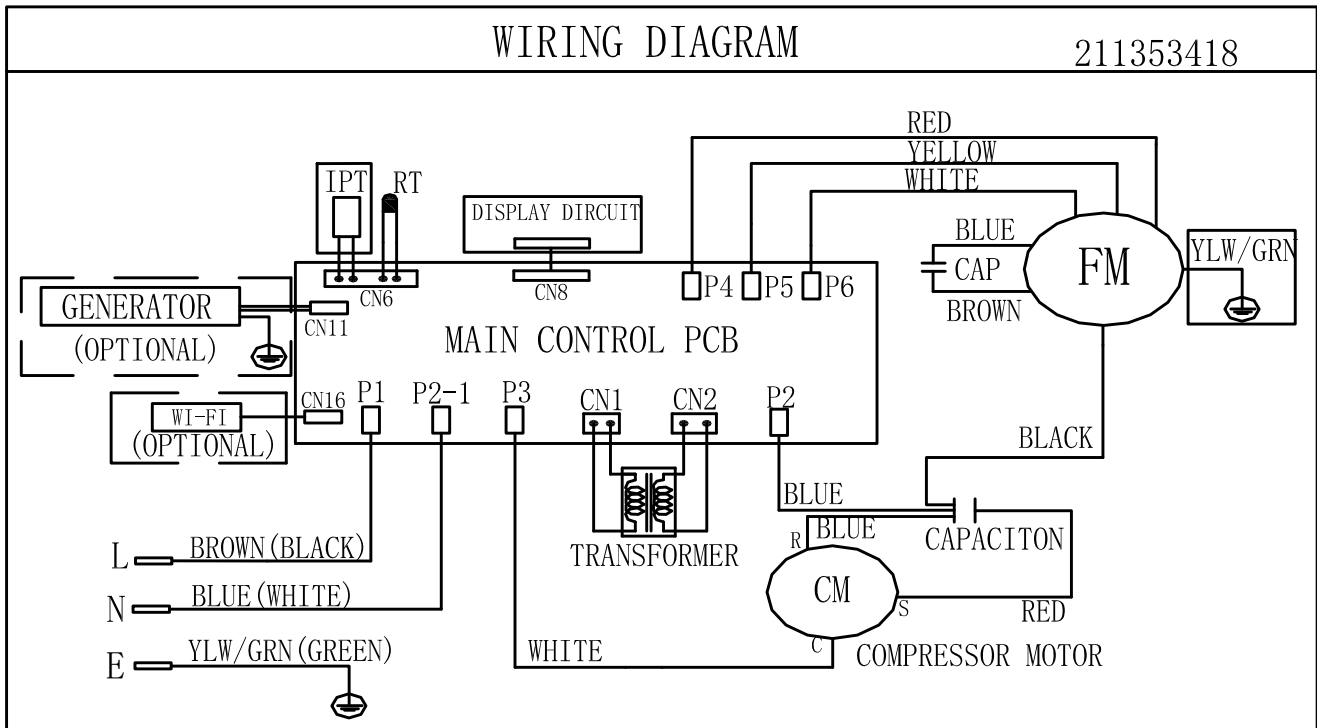 WIRING DIAGRAM
211353418
RED
YELLOW
WHITE
IPT
RT
DISPLAY DIRCUIT
BLUE
CAP
BROWN
FM
YLW/GRN
CN6
CN8
P4
P5
P6
GENERATOR
(OPTIONAL)
CN11
MAIN CONTROL PCB
WI-FI
(OPTIONAL)
CN16
P1
P2-1
P3
CN1
CN2
P2
BLACK
BLUE
BLUE
R
CAPACITON
TRANSFORMER
L
BROWN(BLACK)
N
BLUE(WHITE)
CM
S
RED
E
YLW/GRN(GREEN)
WHITE
C
COMPRESSOR MOTOR